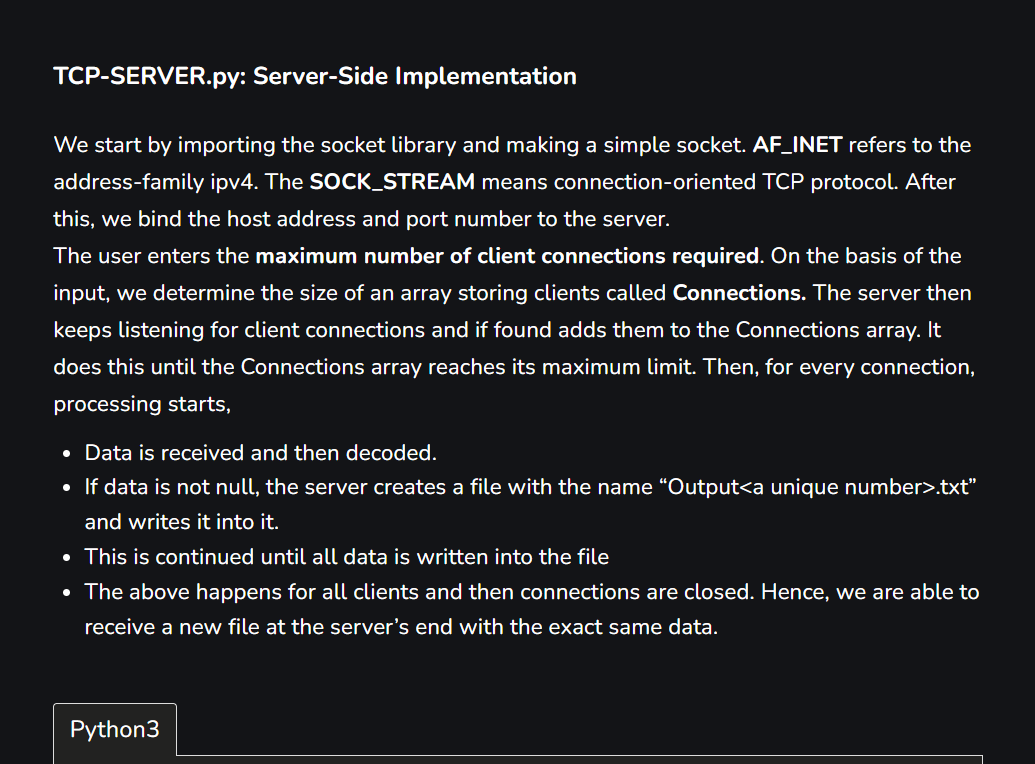 TCP-SERVER.py: Server-Side Implementation
We start by importing the socket library and making a simple socket. AF_INET refers to the
address-family ipv4. The SOCK_STREAM means connection-oriented TCP protocol. After
this, we bind the host address and port number to the server.
The user enters the maximum number of client connections required. On the basis of the
input, we determine the size of an array storing clients called Connections. The server then
keeps listening for client connections and if found adds them to the Connections array. It
does this until the Connections array reaches its maximum limit. Then, for every connection,
processing starts,
• Data is received and then decoded.
• If data is not null, the server creates a file with the name “Output<a unique number>.txt”
and writes it into it.
• This is continued until all data is written into the file
• The above happens for all clients and then connections are closed. Hence, we are able to
receive a new file at the server’s end with the exact same data.
Python3